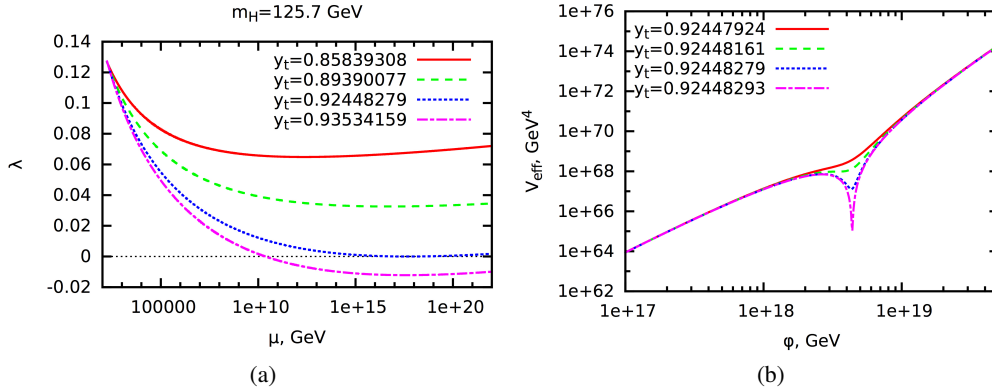 m_H=125.7 GeV
0.14
0.12
0.1
0.08
0.06
0.04
0.02
0
-0.02
λ
y_t=0.85839308
y_t=0.89390077
y_t=0.92448279
y_t=0.93534159
100000
1e+10
1e+15
1e+20
μ, GeV
(a)
1e+76
1e+74
1e+72
1e+70
1e+68
1e+66
1e+64
1e+62
V_eff, GeV^4
y_t=0.92447924
y_t=0.92448161
y_t=0.92448279
y_t=0.92448293
1e+17
1e+18
1e+19
φ, GeV
(b)